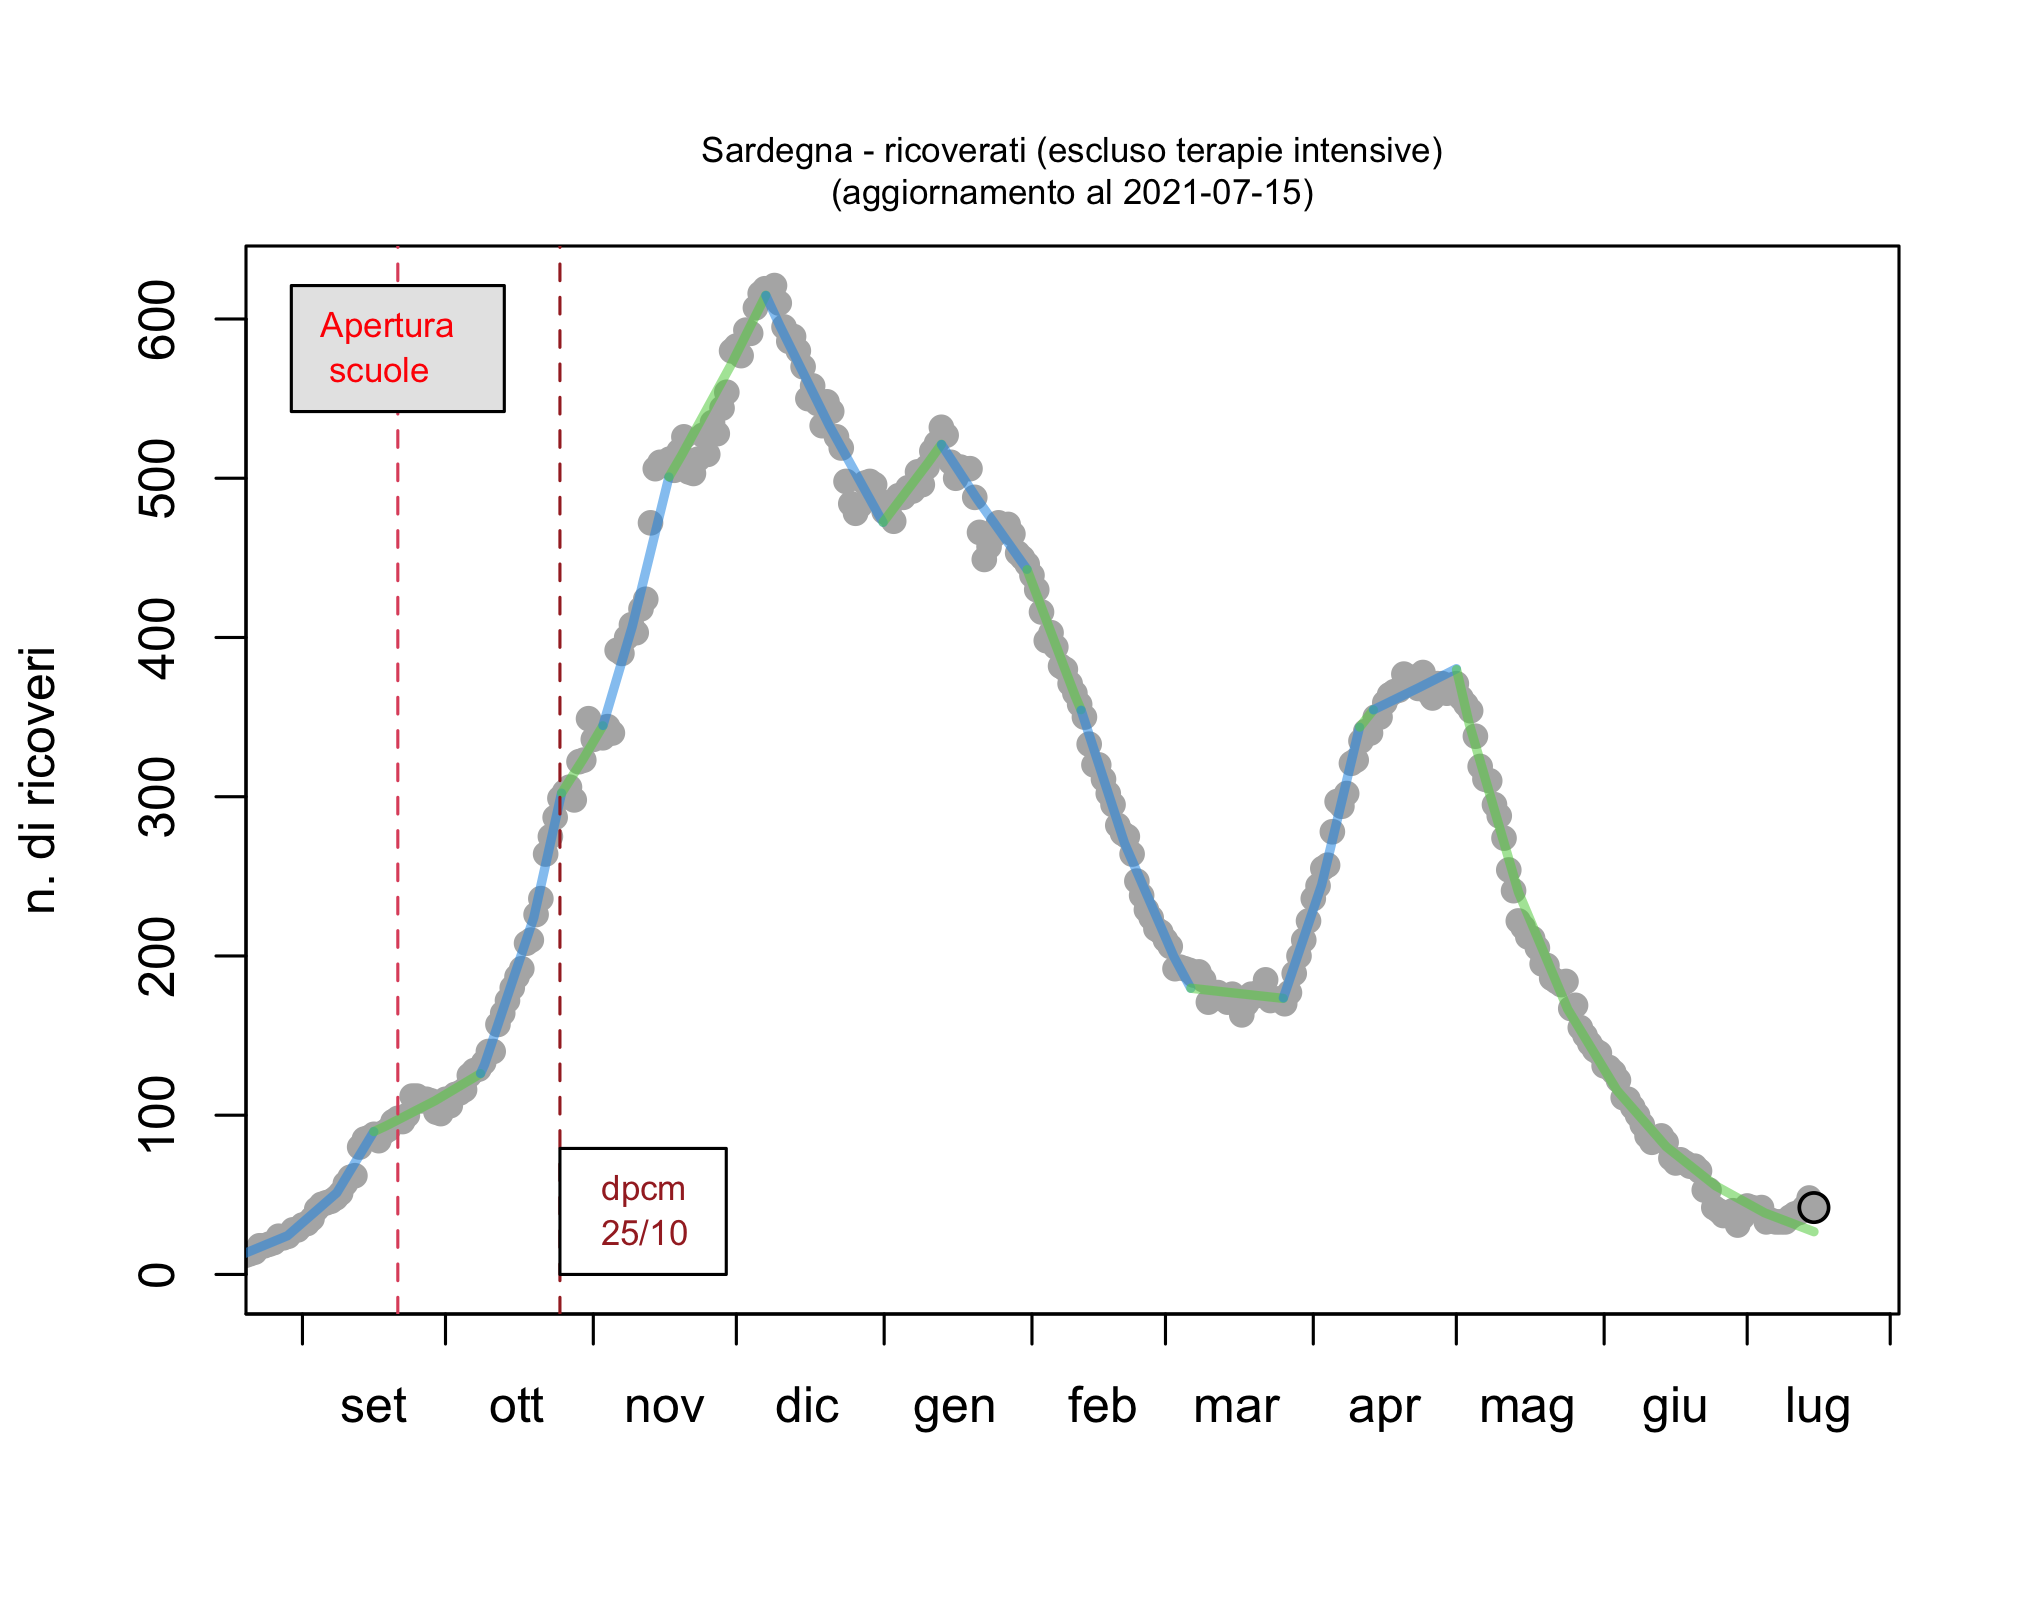 Sardegna - ricoverati (escluso terapie intensive)
(aggiornamento al 2021-07-15)
Apertura
scuole
dpcm
25/10
n. di ricoveri
600
500
400
300
200
100
0
set ott nov dic gen feb mar apr mag giu lug